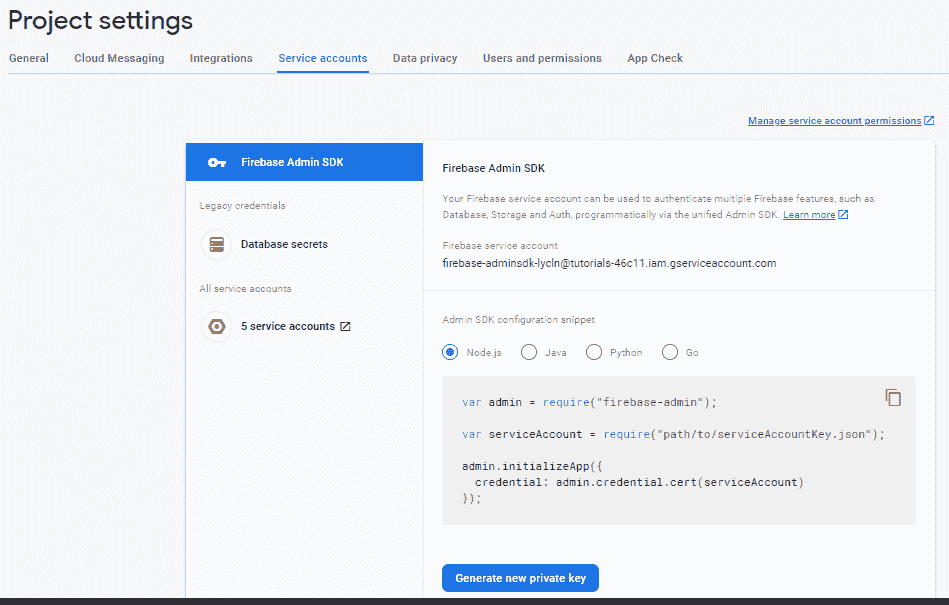 Project settings
General Cloud Messaging Integrations Service accounts Data privacy Users and permissions App Check
Manage service account permissions
Firebase Admin SDK
Legacy credentials
Database secrets
All service accounts
5 service accounts
Firebase Admin SDK
Your Firebase service account can be used to authenticate multiple Firebase features, such as
Database, Storage and Auth, programmatically via the unified Admin SDK. Learn more
Firebase service account
firebase-adminsdk-lycln@tutorials-46c11.iam.gserviceaccount.com
Admin SDK configuration snippet
Node.js Java Python Go
var admin = require("firebase-admin");
var serviceAccount = require("path/to/serviceAccountKey.json");
admin.initializeApp({
  credential: admin.credential.cert(serviceAccount)
});
Generate new private key